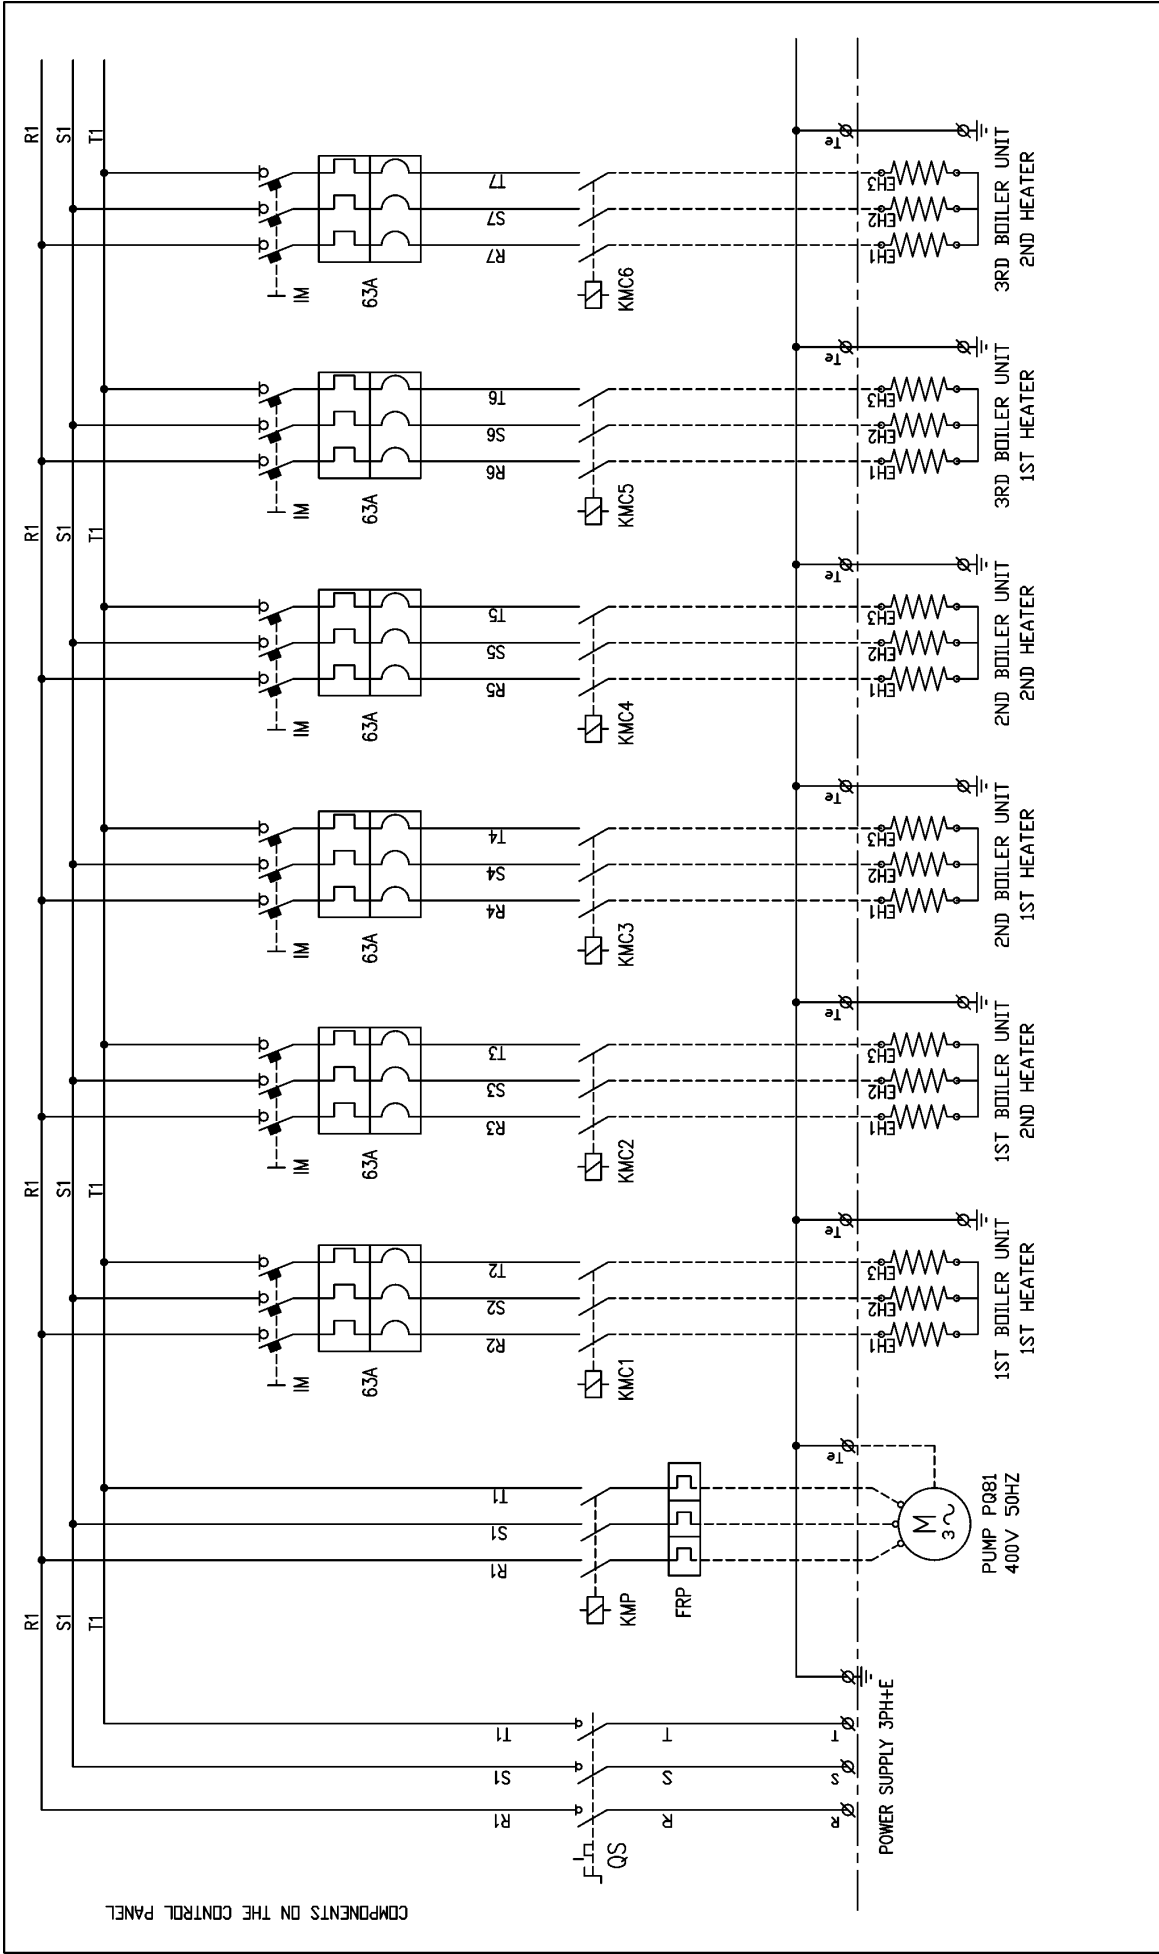 COMPONENTS ON THE CONTROL PANEL
R1
S1
T1
R1
S1
T1
R1
S1
T1
R1
S1
T1
QS
R1
S1
T1
R
S
T
R
S
T
POWER SUPPLY 3PH+E
R1
S1
T1
KMP
FRP
Te
M
3~
PUMP PQ81
400V 50HZ
IM
63A
R2
S2
T2
KMC1
Te
EH1
EH2
EH3
1ST BOILER UNIT
1ST HEATER
IM
63A
R3
S3
T3
KMC2
Te
EH1
EH2
EH3
1ST BOILER UNIT
2ND HEATER
IM
63A
R4
S4
T4
KMC3
Te
EH1
EH2
EH3
2ND BOILER UNIT
1ST HEATER
IM
63A
R5
S5
T5
KMC4
Te
EH1
EH2
EH3
2ND BOILER UNIT
2ND HEATER
IM
63A
R6
S6
T6
KMC5
Te
EH1
EH2
EH3
3RD BOILER UNIT
1ST HEATER
IM
63A
R7
S7
T7
KMC6
Te
EH1
EH2
EH3
3RD BOILER UNIT
2ND HEATER